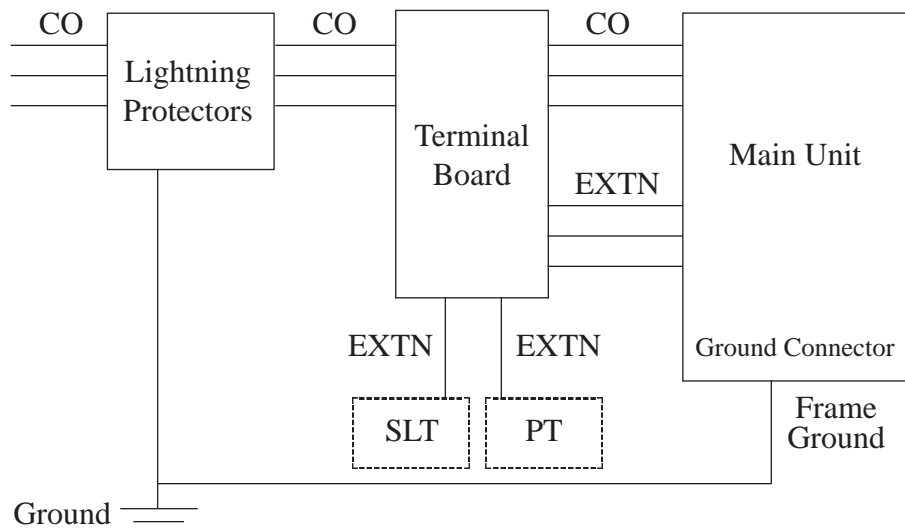 CO
CO
CO
Lightning
Protectors
Terminal
Board
Main Unit
EXTN
EXTN
EXTN
Ground Connector
SLT
PT
Frame
Ground
Ground